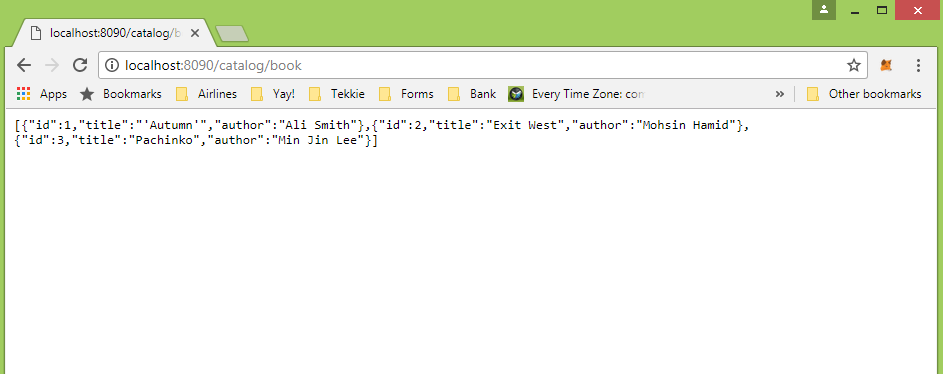 localhost:8090/catalog/b
localhost:8090/catalog/book
Apps Bookmarks Airlines Yay! Tekkie Forms Bank Every Time Zone: com » Other bookmarks
[{"id":1,"title":"'Autumn'","author":"Ali Smith"},{"id":2,"title":"Exit West","author":"Mohsin Hamid"},
{"id":3,"title":"Pachinko","author":"Min Jin Lee"}]